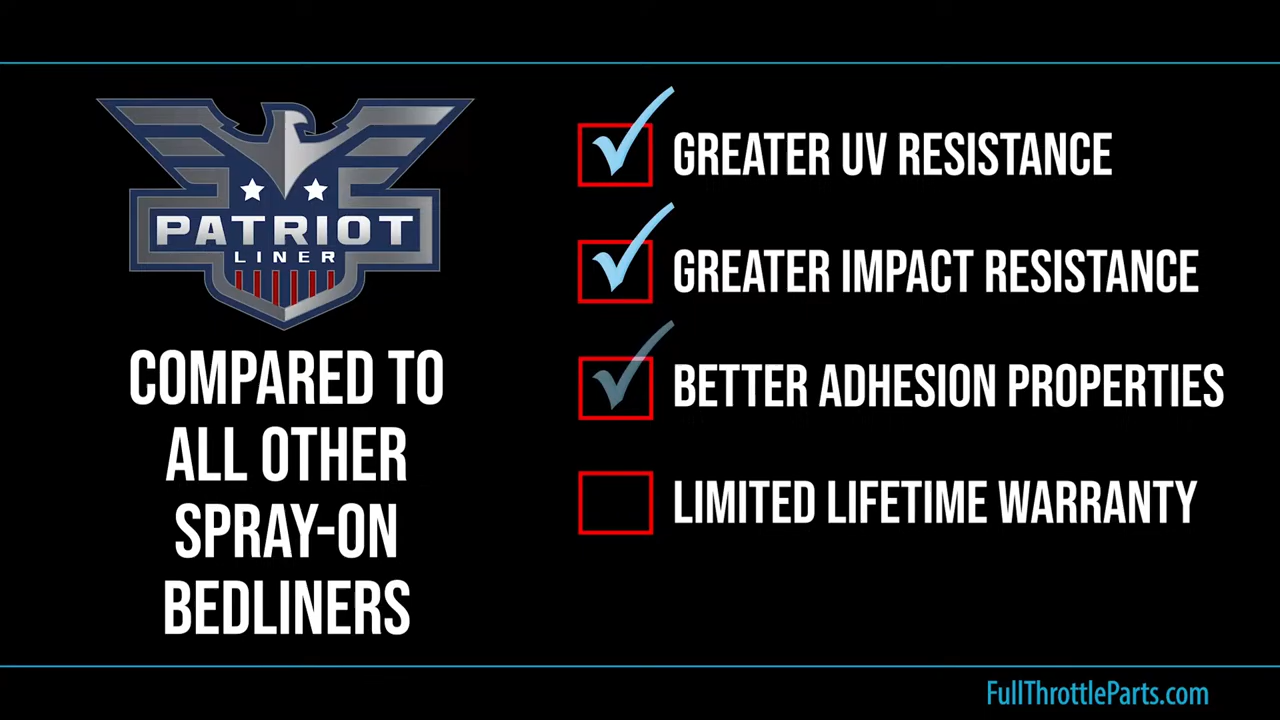 PATRIOT
LINER
COMPARED TO
ALL OTHER
SPRAY-ON
BEDLINERS
GREATER UV RESISTANCE
GREATER IMPACT RESISTANCE
BETTER ADHESION PROPERTIES
LIMITED LIFETIME WARRANTY
FullThrottleParts.com